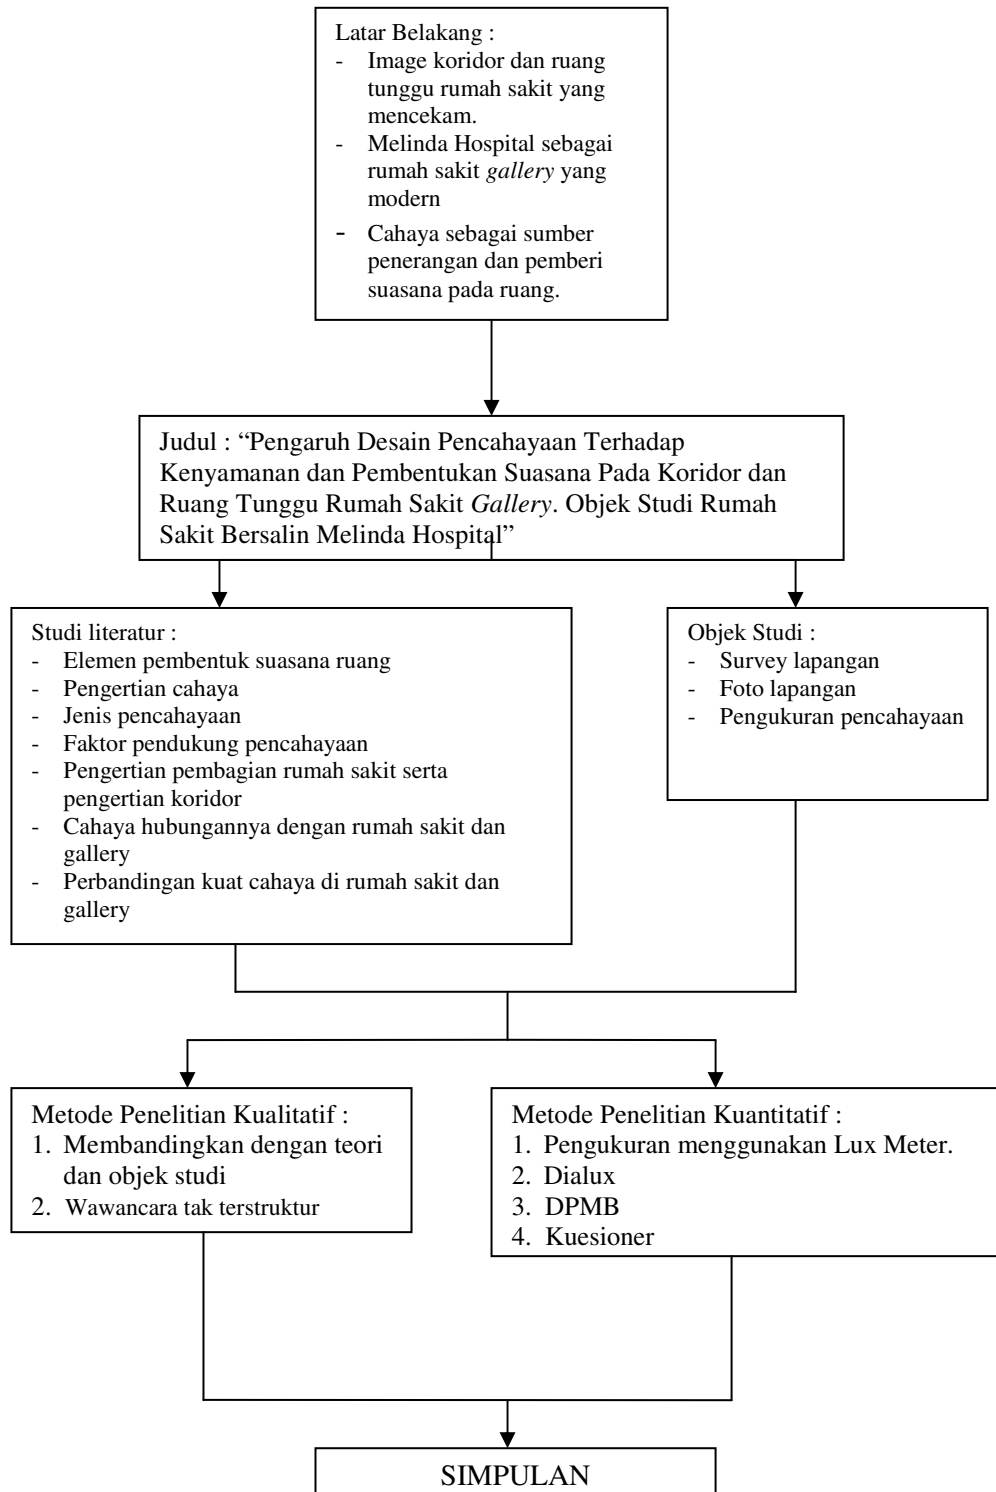 Latar Belakang :
- Image koridor dan ruang
tunggu rumah sakit yang
mencekam.
- Melinda Hospital sebagai
rumah sakit gallery yang
modern
- Cahaya sebagai sumber
penerangan dan pemberi
suasana pada ruang.
Judul : “Pengaruh Desain Pencahayaan Terhadap
Kenyamanan dan Pembentukan Suasana Pada Koridor dan
Ruang Tunggu Rumah Sakit Gallery. Objek Studi Rumah
Sakit Bersalin Melinda Hospital”
Studi literatur :
- Elemen pembentuk suasana ruang
- Pengertian cahaya
- Jenis pencahayaan
- Faktor pendukung pencahayaan
- Pengertian pembagian rumah sakit serta
pengertian koridor
- Cahaya hubungannya dengan rumah sakit dan
gallery
- Perbandingan kuat cahaya di rumah sakit dan
gallery
Objek Studi :
- Survey lapangan
- Foto lapangan
- Pengukuran pencahayaan
Metode Penelitian Kualitatif :
1. Membandingkan dengan teori
dan objek studi
2. Wawancara tak terstruktur
Metode Penelitian Kuantitatif :
1. Pengukuran menggunakan Lux Meter.
2. Dialux
3. DPMB
4. Kuesioner
SIMPULAN